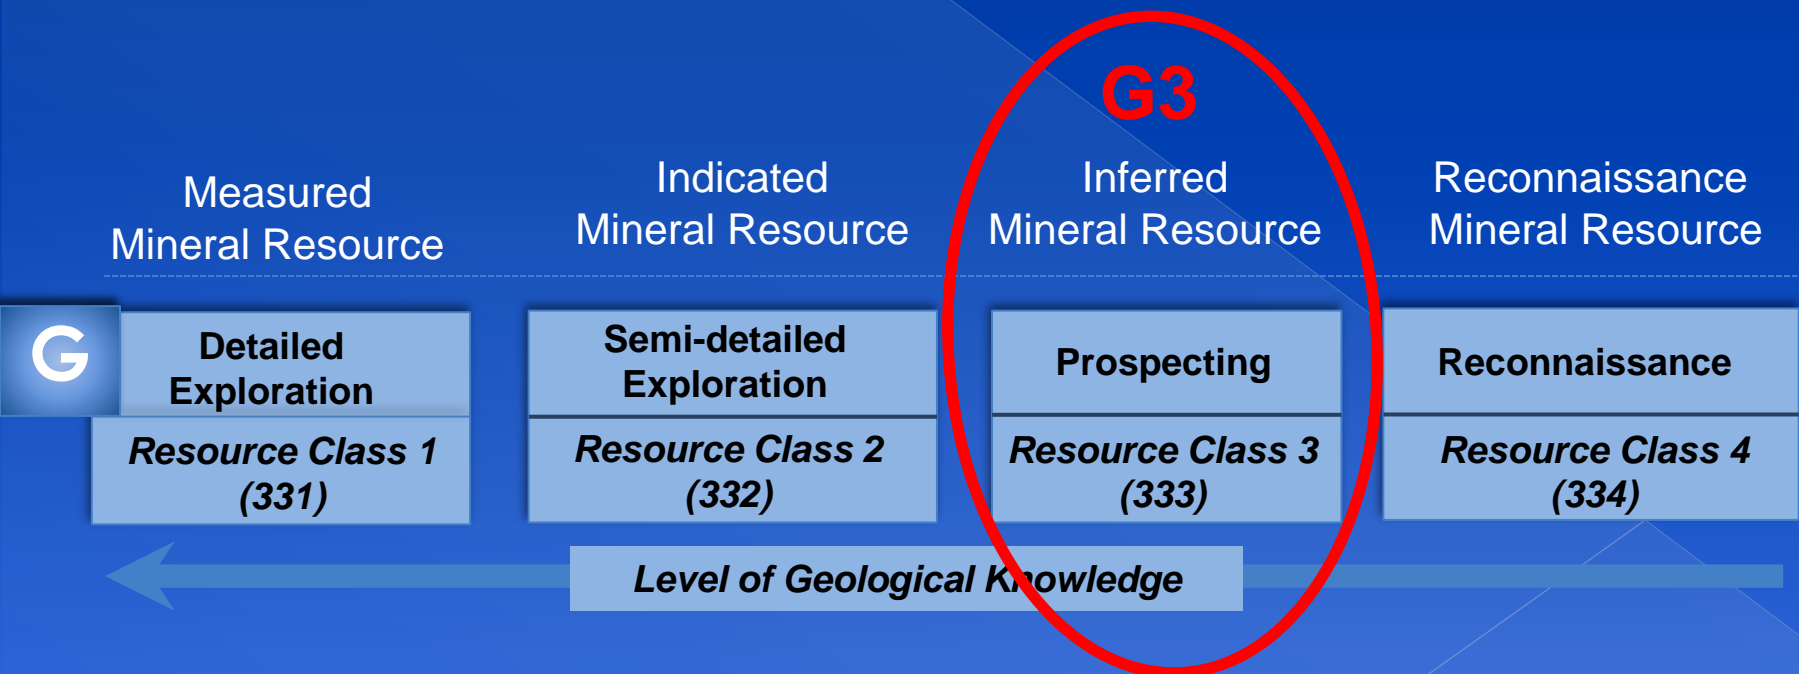 G3
Measured
Mineral Resource
Indicated
Mineral Resource
Inferred
Mineral Resource
Reconnaissance
Mineral Resource
G
Detailed
Exploration
Semi-detailed
Exploration
Prospecting
Reconnaissance
Resource Class 1
(331)
Resource Class 2
(332)
Resource Class 3
(333)
Resource Class 4
(334)
Level of Geological Knowledge